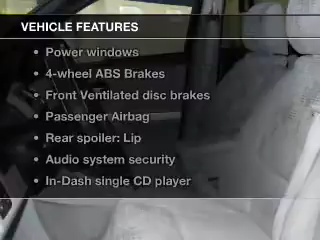 VEHICLE FEATURES
• Power windows
• 4-wheel ABS Brakes
• Front Ventilated disc brakes
• Passenger Airbag
• Rear spoiler: Lip
• Audio system security
• In-Dash single CD player